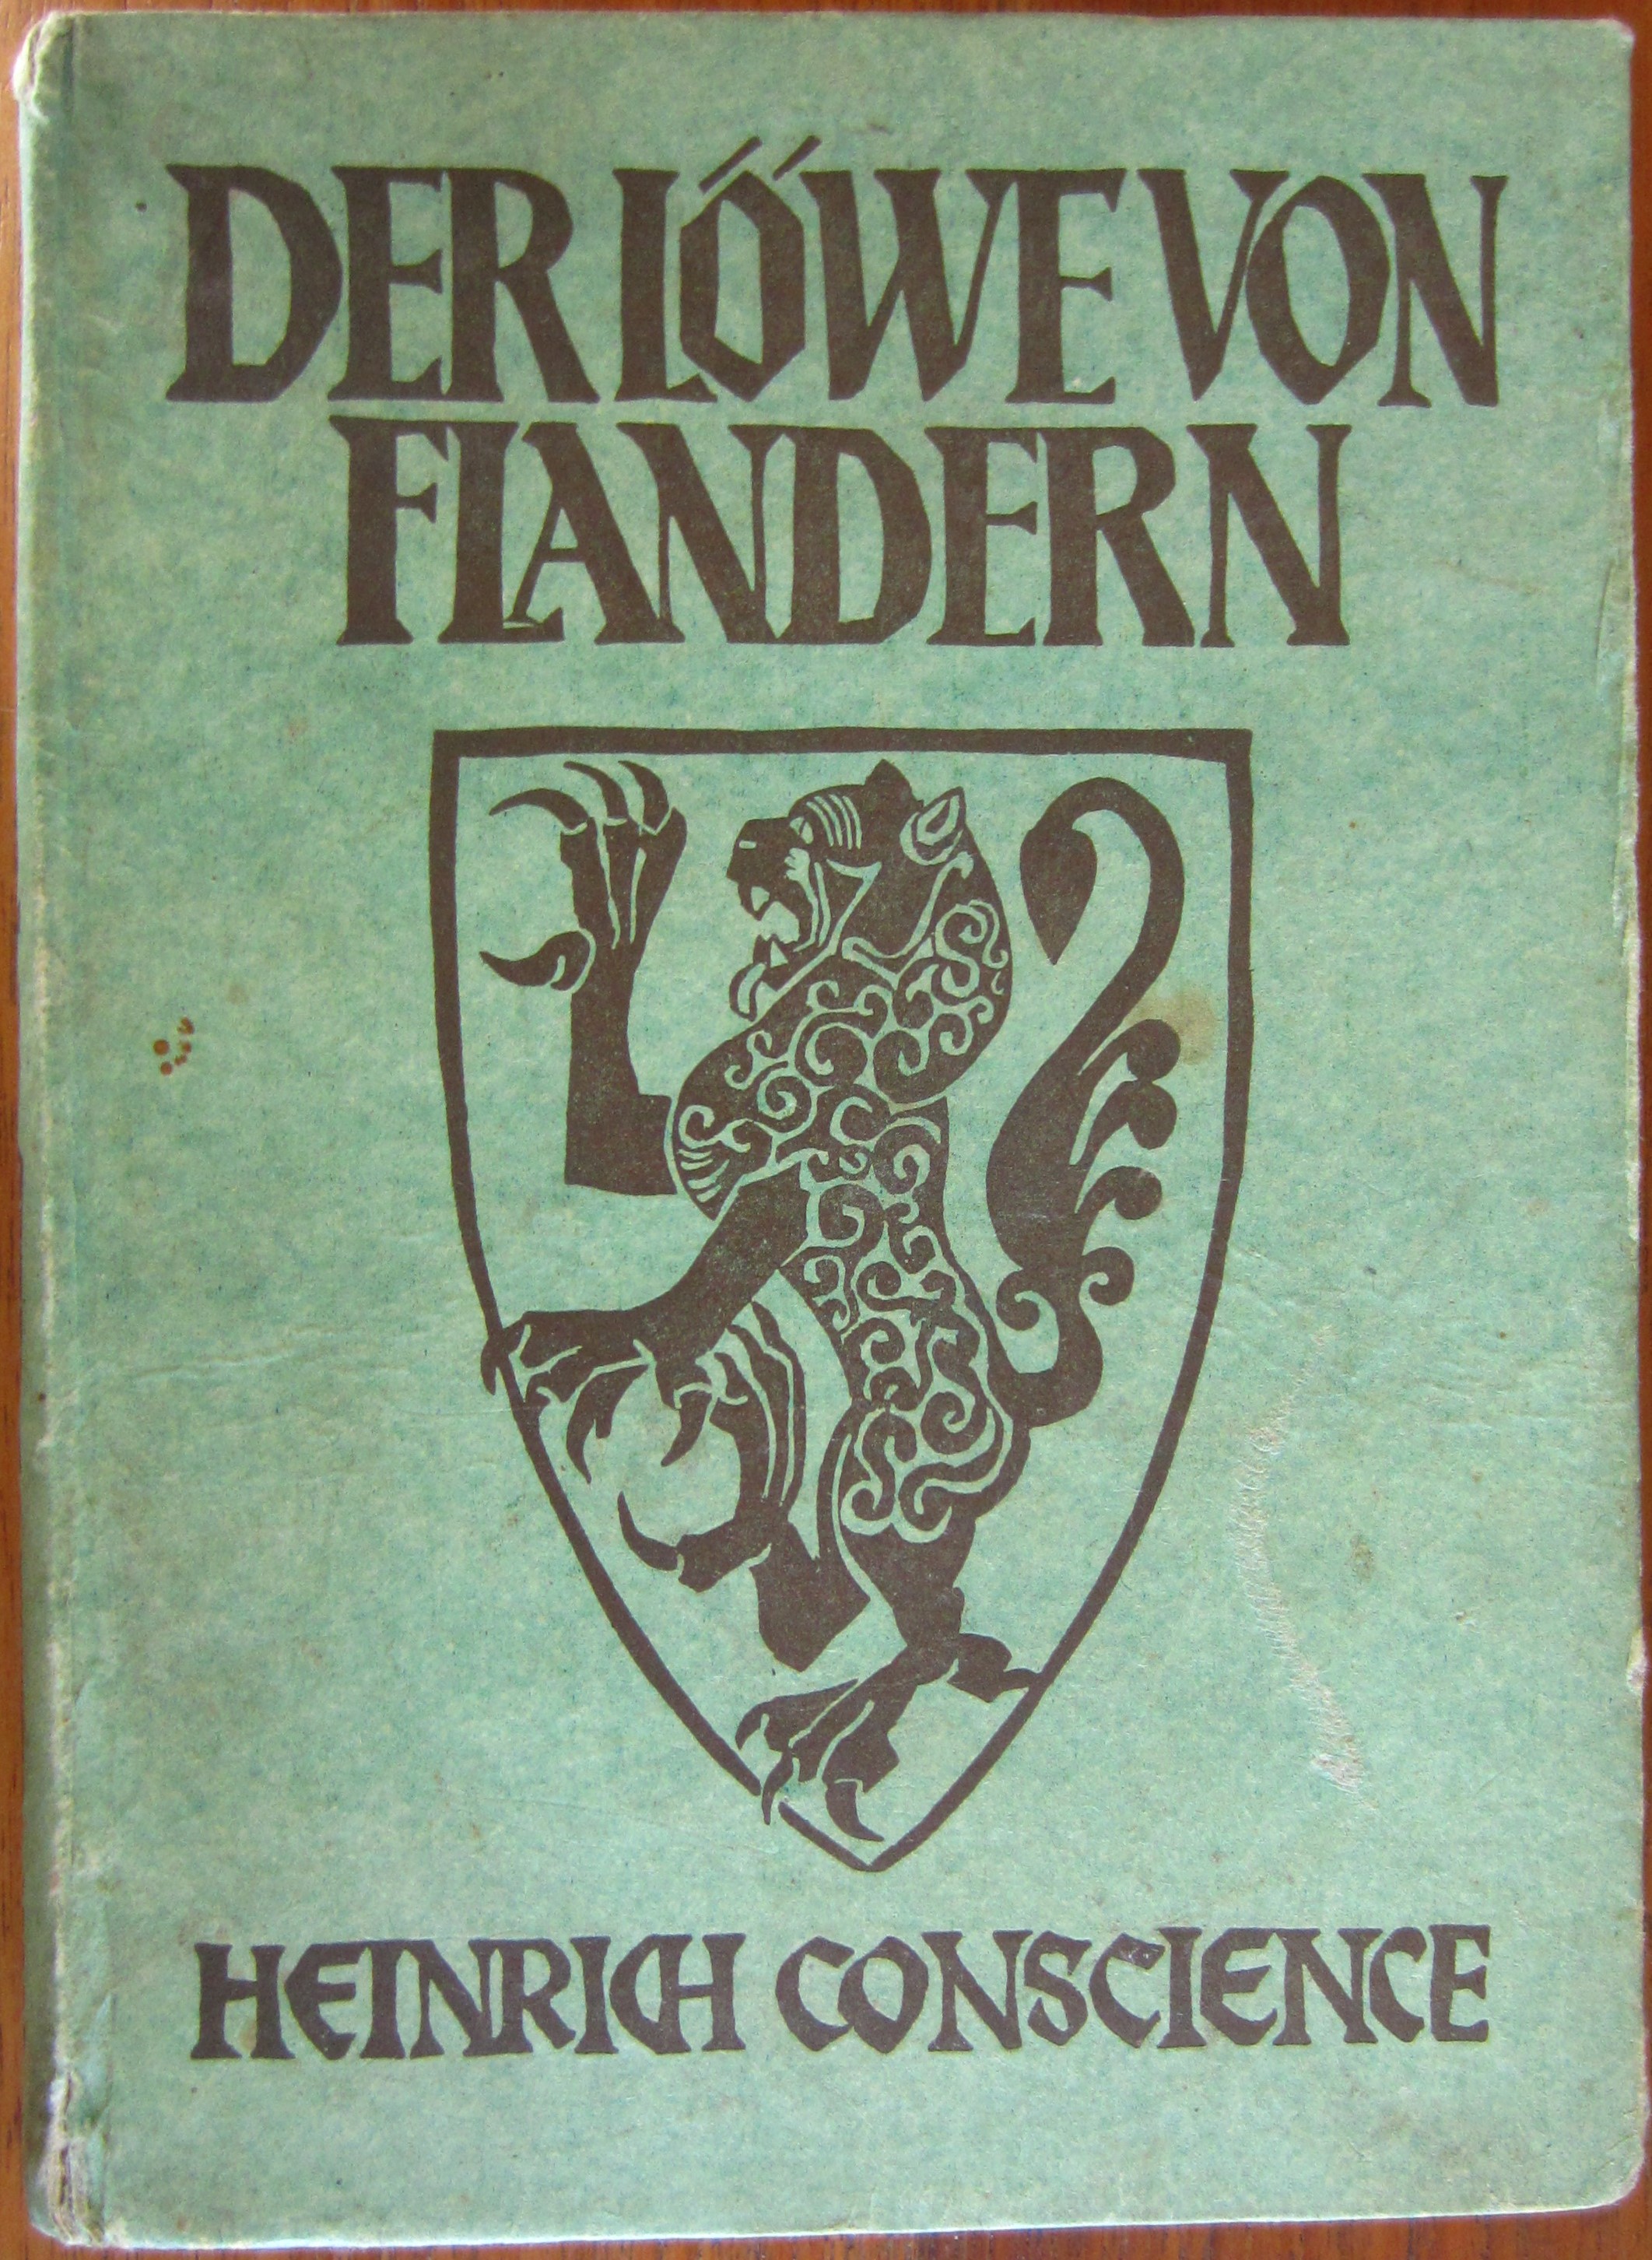 DER LÖWE VON
FLANDERN
HEINRICH CONSCIENCE